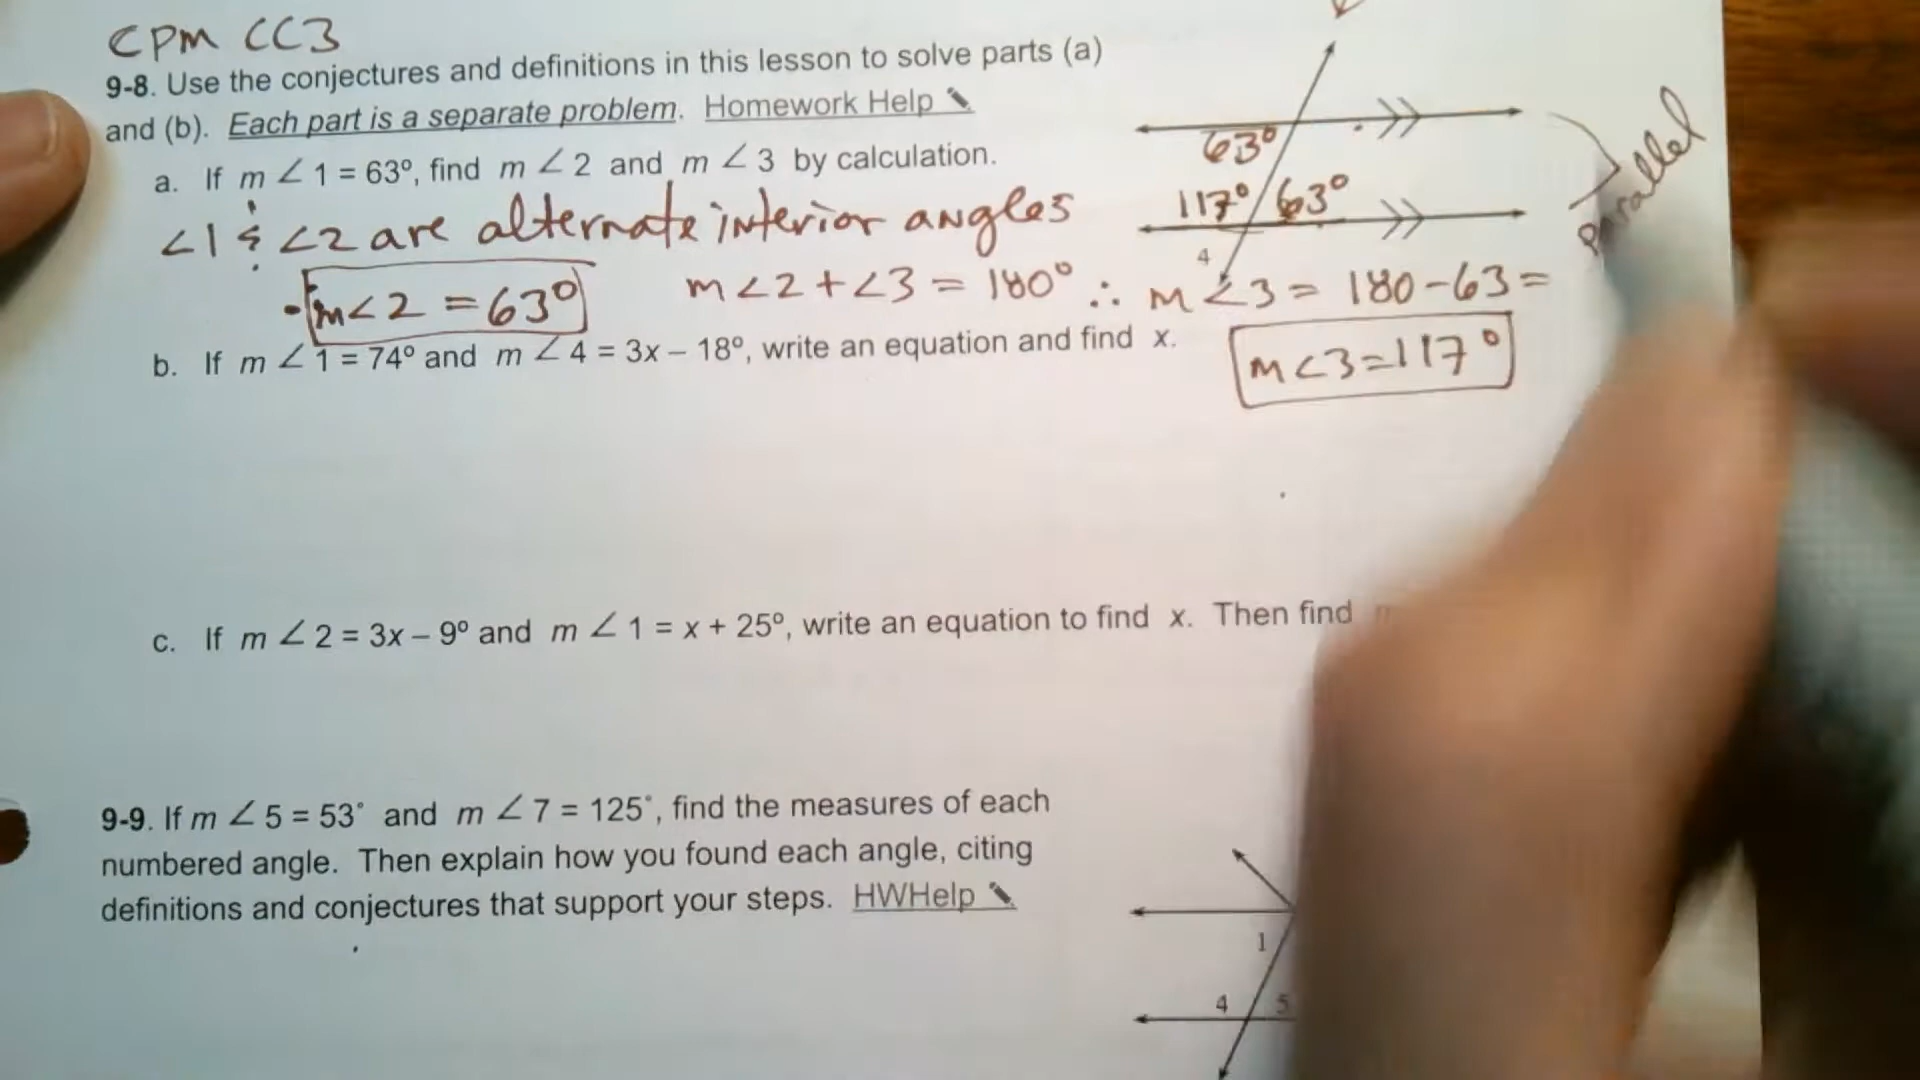 CPM CC3
9-8. Use the conjectures and definitions in this lesson to solve parts (a)
and (b). Each part is a separate problem. Homework Help ✎
a. If m ∠ 1 = 63º, find m ∠ 2 and m ∠ 3 by calculation.
63°
117° 63°
4
Parallel
<1 & <2 are alternate interior angles
m<2 = 63°
m<2 + <3 = 180° ∴ m<3 = 180-63=
m<3=117°
b. If m ∠ 1 = 74º and m ∠ 4 = 3x – 18º, write an equation and find x.
c. If m ∠ 2 = 3x – 9º and m ∠ 1 = x + 25º, write an equation to find x. Then find
9-9. If m ∠ 5 = 53˚ and m ∠ 7 = 125˚, find the measures of each
numbered angle. Then explain how you found each angle, citing
definitions and conjectures that support your steps. HWHelp ✎
1
4 5